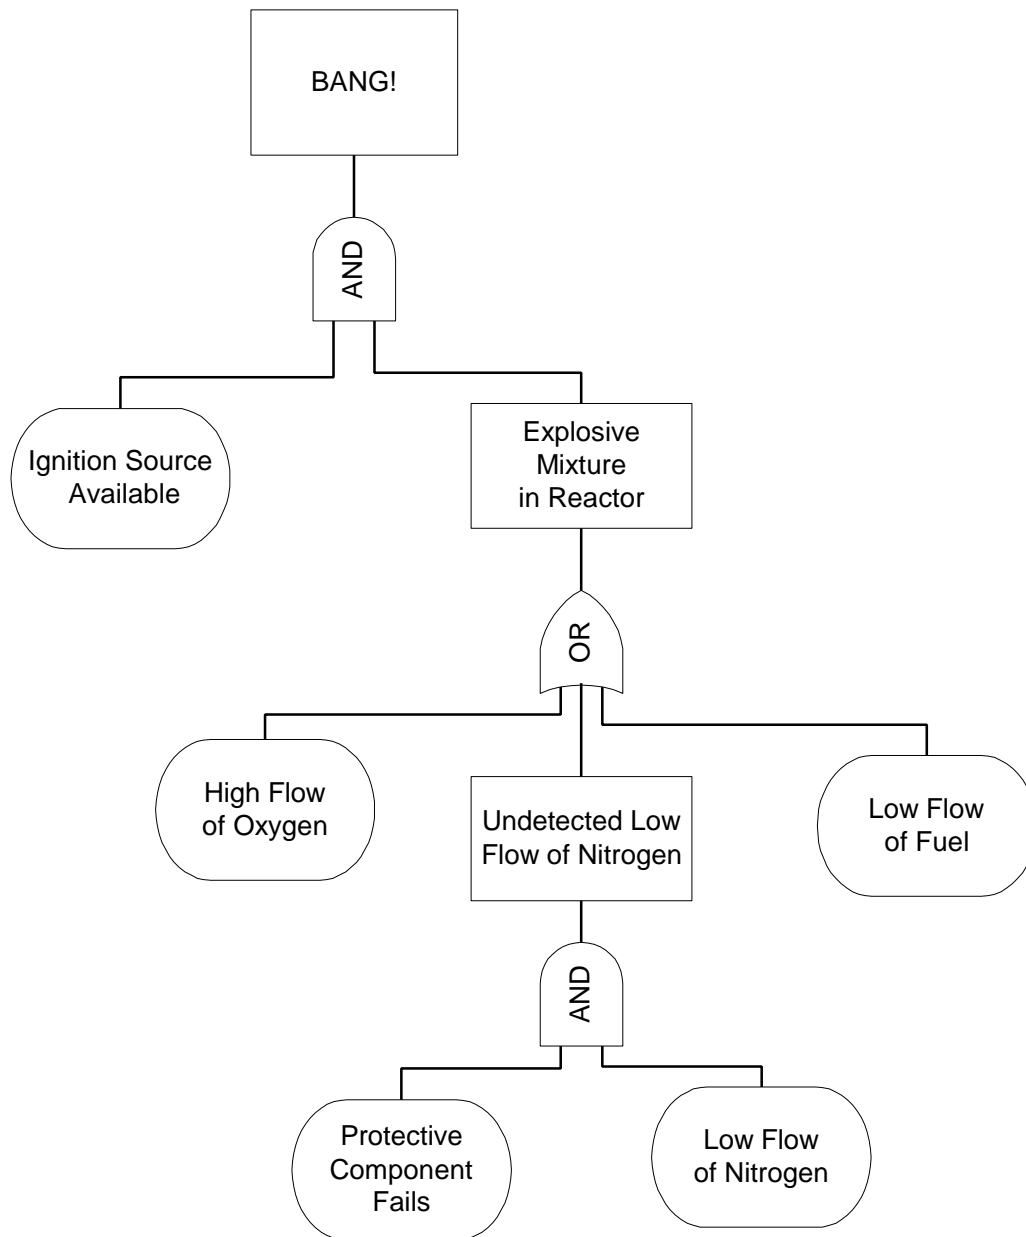 BANG!
AND
Ignition Source
Available
Explosive
Mixture
in Reactor
OR
High Flow
of Oxygen
Undetected Low
Flow of Nitrogen
Low Flow
of Fuel
AND
Protective
Component
Fails
Low Flow
of Nitrogen